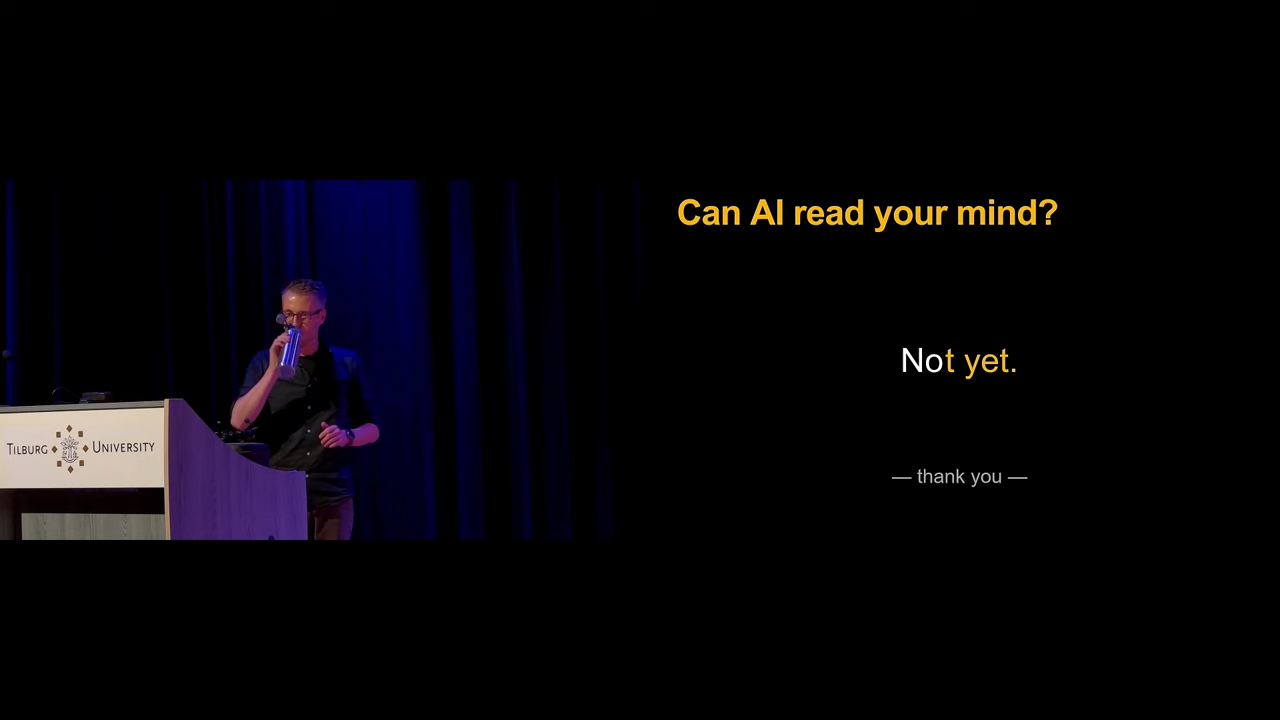 Can AI read your mind?
Not yet.
— thank you —
TILBURG UNIVERSITY